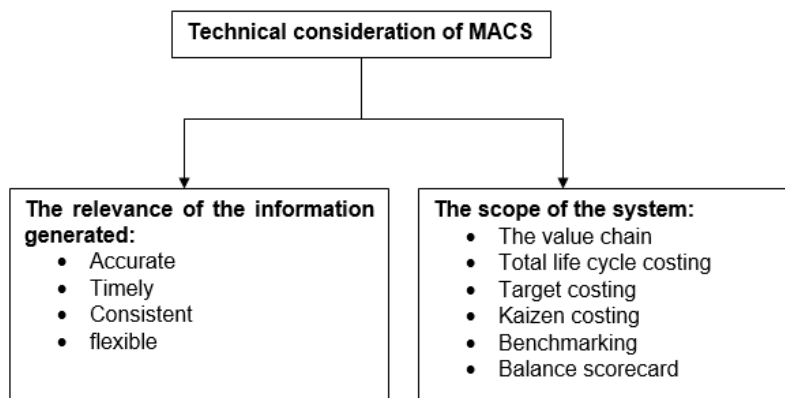 Technical consideration of MACS
The relevance of the information
generated:
• Accurate
• Timely
• Consistent
• flexible
The scope of the system:
• The value chain
• Total life cycle costing
• Target costing
• Kaizen costing
• Benchmarking
• Balance scorecard